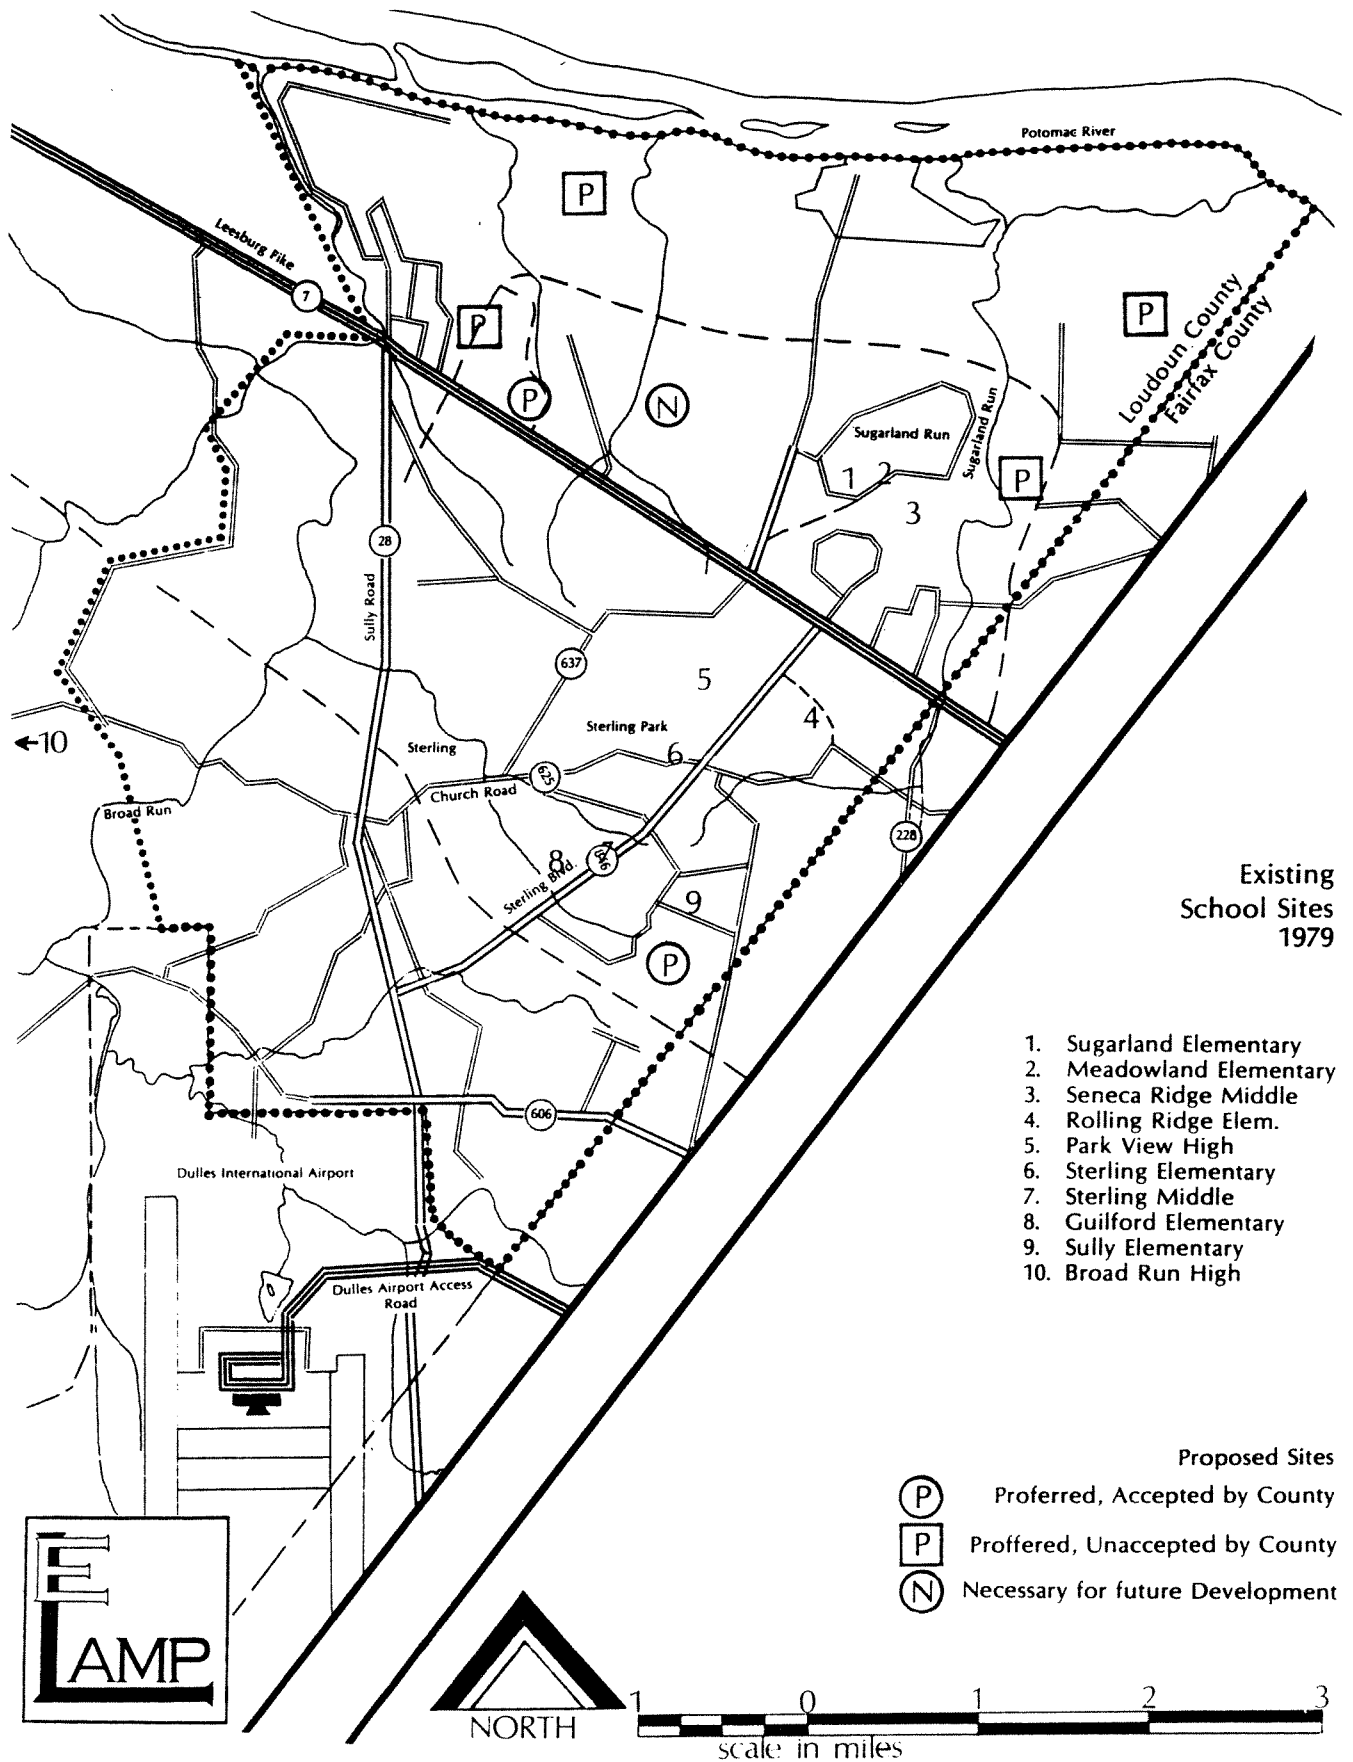 Potomac River
P
Leesburg Pike
7
P
P
Loudoun County
Fairfax County
P
N
Sugarland Run
Sugarland Run
1 2
P
3
28
Sully Road
637
5
4
Sterling Park
Sterling
6
←10
625
Church Road
Broad Run
228
8
7
846
Sterling Blvd.
9
P
Existing
School Sites
1979
1. Sugarland Elementary
2. Meadowland Elementary
3. Seneca Ridge Middle
4. Rolling Ridge Elem.
5. Park View High
6. Sterling Elementary
7. Sterling Middle
8. Guilford Elementary
9. Sully Elementary
10. Broad Run High
606
Dulles International Airport
Dulles Airport Access
Road
Proposed Sites
P Proferred, Accepted by County
P Proffered, Unaccepted by County
N Necessary for future Development
E
LAMP
NORTH
1 0 1 2 3
scale in miles